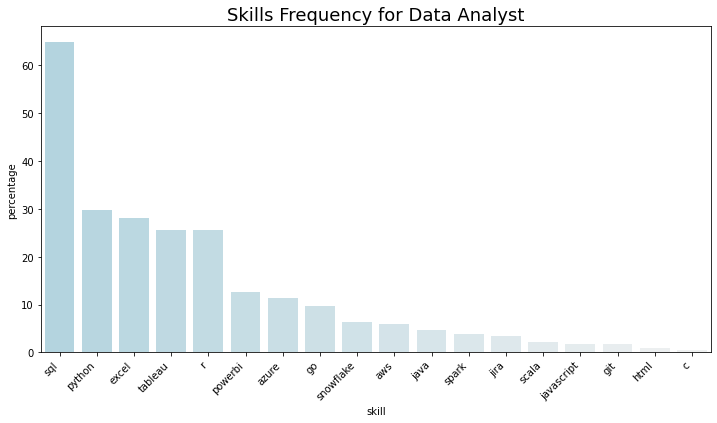 Skills Frequency for Data Analyst
percentage
60
50
40
30
20
10
0
sql
python
excel
tableau
r
powerbi
azure
go
snowflake
aws
java
spark
jira
scala
javascript
git
html
c
skill